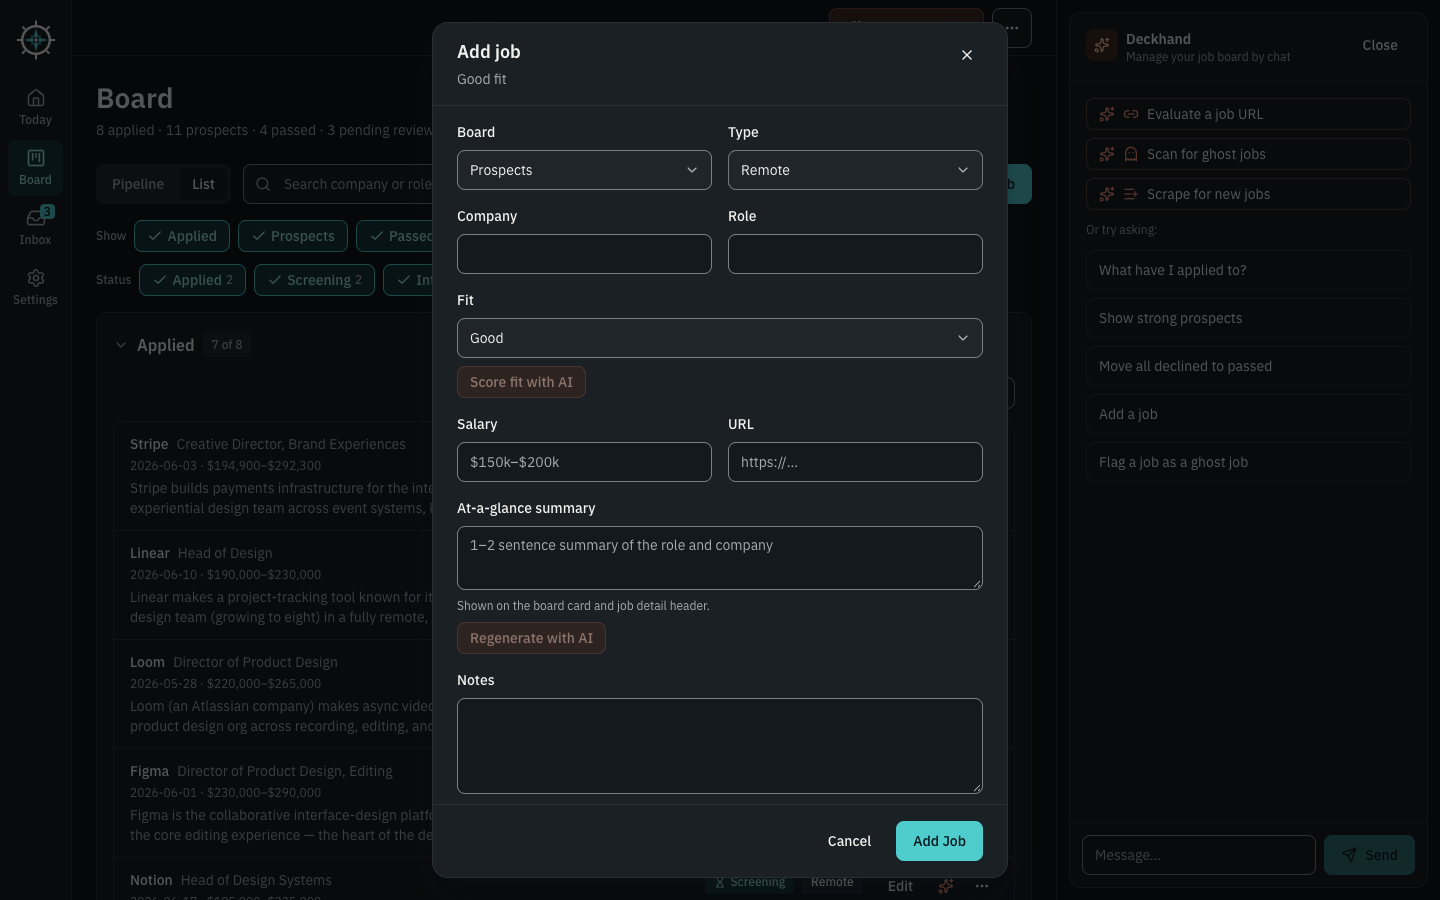 Today
Board
3
Inbox
Settings
Board
8 applied · 11 prospects · 4 passed · 3 pending review
Pipeline
List
Search company or role
Show
Applied
Prospects
Passed
Status
Applied 2
Screening 2
Applied
7 of 8
Stripe Creative Director, Brand Experiences
2026-06-03 · $194,900–$292,300
Stripe builds payments infrastructure for the
experiential design team across event systems,
Linear Head of Design
2026-06-10 · $190,000–$230,000
Linear makes a project-tracking tool known for
design team (growing to eight) in a fully remote,
Loom Director of Product Design
2026-05-28 · $220,000–$265,000
Loom (an Atlassian company) makes async video
product design org across recording, editing, and
Figma Director of Product Design, Editing
2026-06-01 · $230,000–$290,000
Figma is the collaborative interface-design
the core editing experience — the heart of the
Notion Head of Design Systems
Screening
Remote
Edit
Add job
Good fit
Board
Type
Prospects
Remote
Company
Role
Fit
Good
Score fit with AI
Salary
URL
$150k–$200k
https://...
At-a-glance summary
1–2 sentence summary of the role and company
Shown on the board card and job detail header.
Regenerate with AI
Notes
Cancel
Add Job
Deckhand
Manage your job board by chat
Close
Evaluate a job URL
Scan for ghost jobs
Scrape for new jobs
Or try asking:
What have I applied to?
Show strong prospects
Move all declined to passed
Add a job
Flag a job as a ghost job
Message...
Send